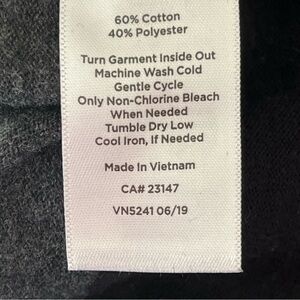 60% Cotton
40% Polyester
Turn Garment Inside Out
Machine Wash Cold
Gentle Cycle
Only Non-Chlorine Bleach
When Needed
Tumble Dry Low
Cool Iron, If Needed
Made In Vietnam
CA# 23147
VN5241 06/19